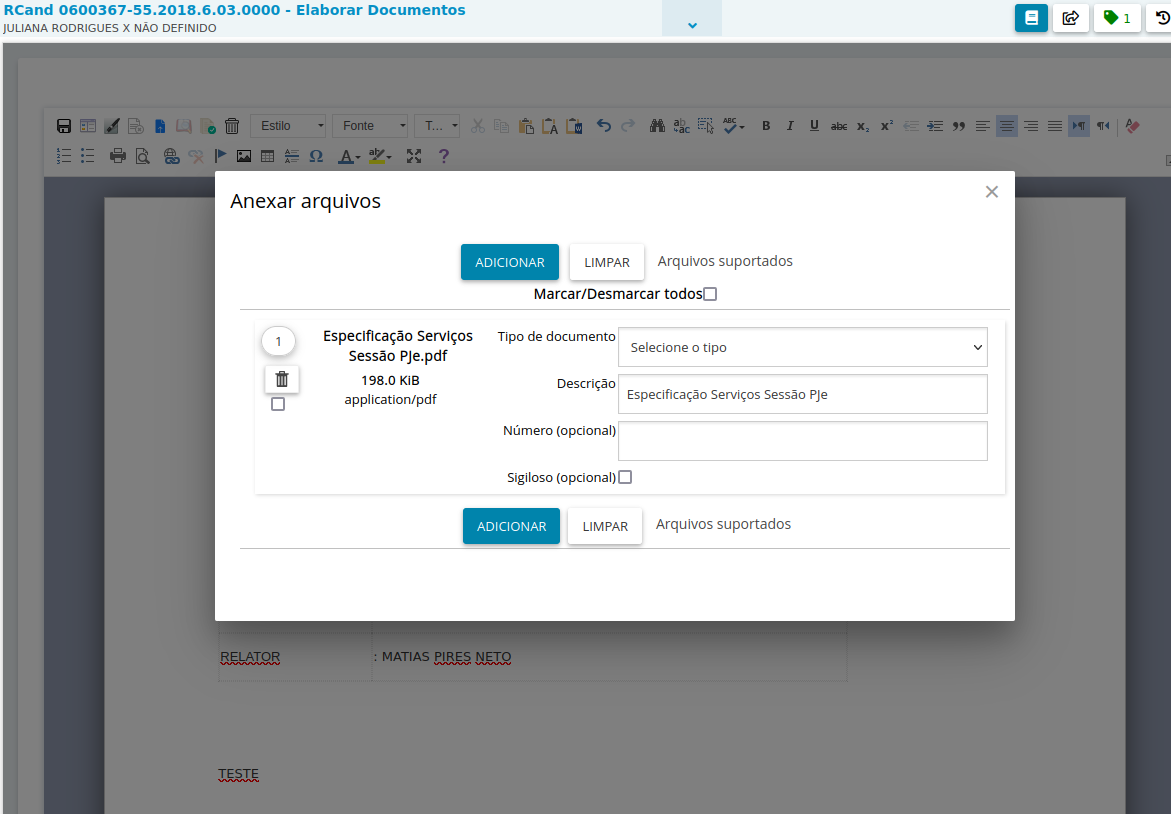 RCand 0600367-55.2018.6.03.0000 - Elaborar Documentos
JULIANA RODRIGUES X NÃO DEFINIDO
1
Estilo
Fonte
T...
Anexar arquivos
ADICIONAR
LIMPAR
Arquivos suportados
Marcar/Desmarcar todos
1
Especificação Serviços
Sessão PJe.pdf
198.0 KiB
application/pdf
Tipo de documento
Selecione o tipo
Descrição
Especificação Serviços Sessão PJe
Número (opcional)
Sigiloso (opcional)
ADICIONAR
LIMPAR
Arquivos suportados
RELATOR
: MATIAS PIRES NETO
TESTE